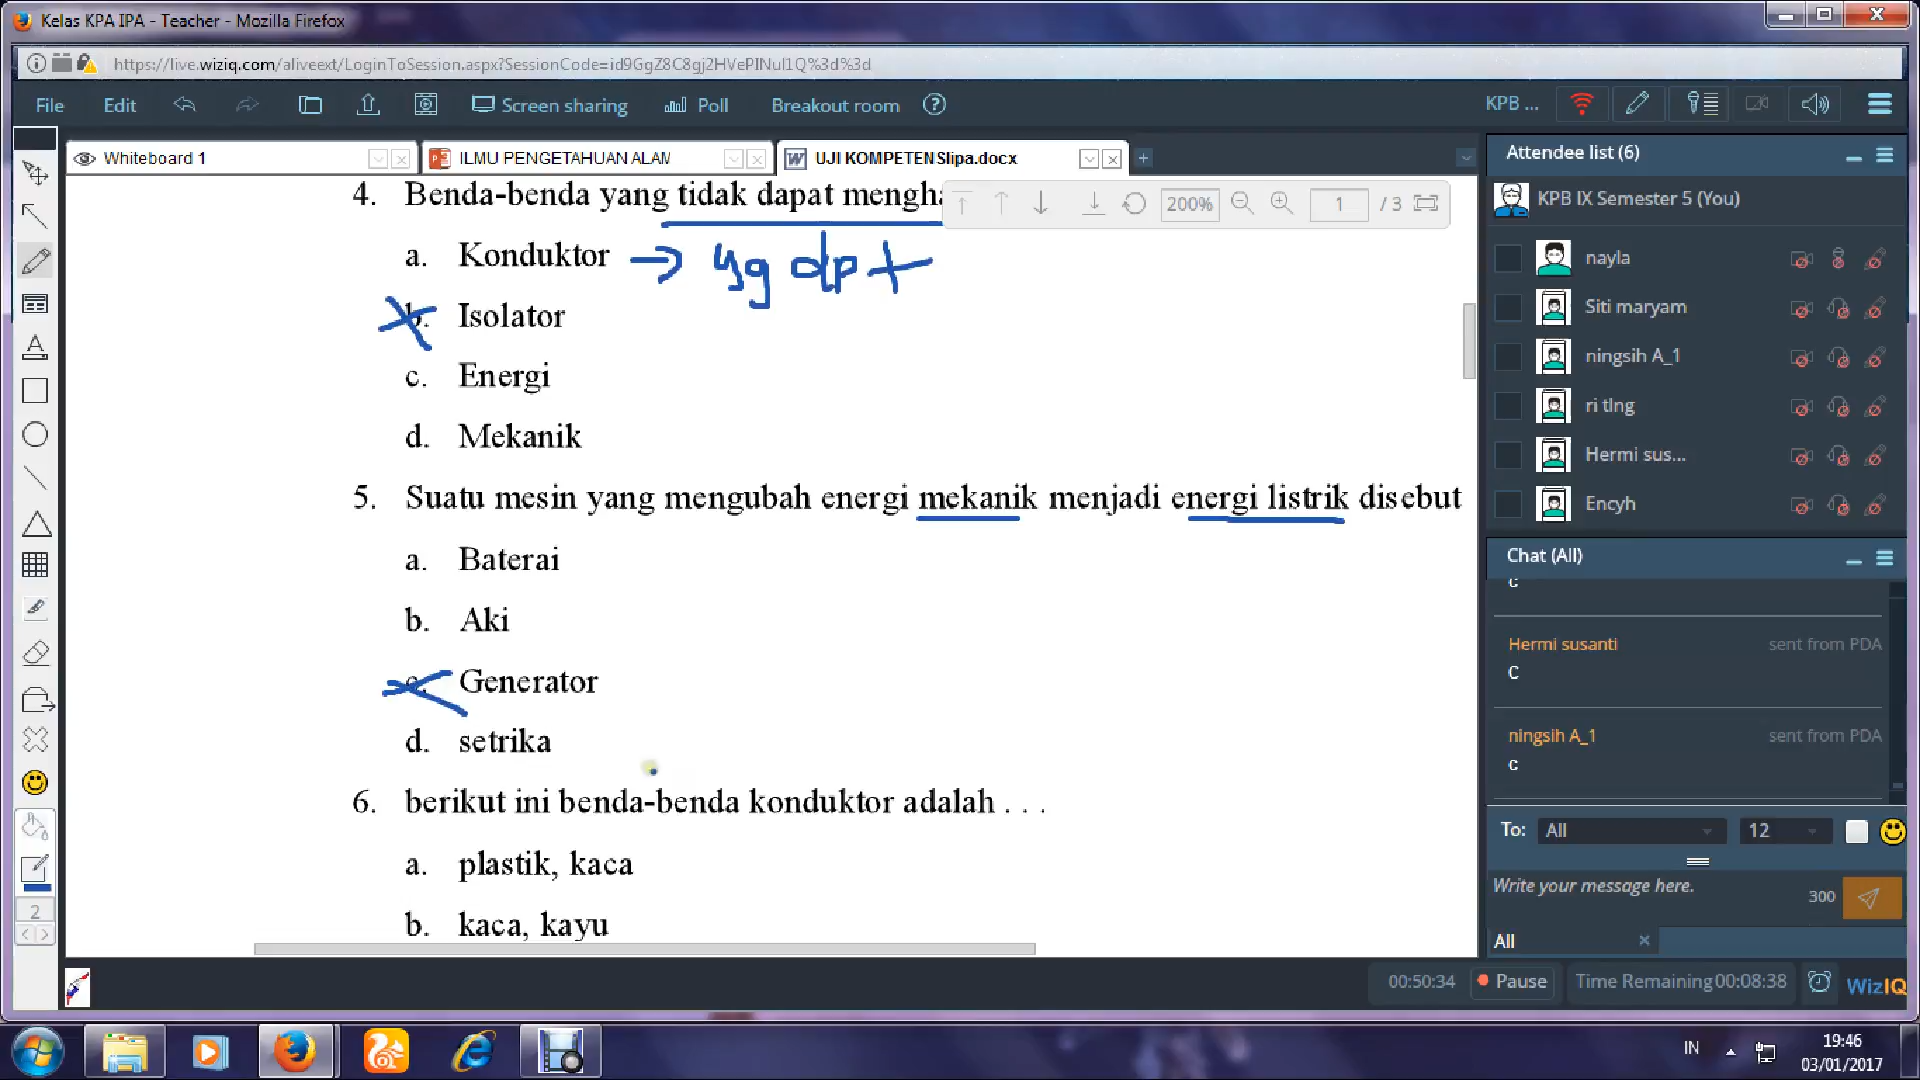 Kelas KPA IPA - Teacher - Mozilla Firefox
https://live.wiziq.com/aliveext/LoginToSession.aspx?SessionCode=id9GgZ8C8gj2HVePINul1Q%3d%3d
File Edit Screen sharing Poll Breakout room KPB ...
Whiteboard 1 ILMU PENGETAHUAN ALAM UJI KOMPETENSIipa.docx
200% 1 / 3
4. Benda-benda yang tidak dapat mengha
a. Konduktor → yg dpt
b. Isolator
c. Energi
d. Mekanik
5. Suatu mesin yang mengubah energi mekanik menjadi energi listrik disebut
a. Baterai
b. Aki
c. Generator
d. setrika
6. berikut ini benda-benda konduktor adalah . . .
a. plastik, kaca
b. kaca, kayu
2
Attendee list (6)
KPB IX Semester 5 (You)
nayla
Siti maryam
ningsih A_1
ri tlng
Hermi sus...
Encyh
Chat (All)
c
Hermi susanti sent from PDA
C
ningsih A_1 sent from PDA
c
To: All 12
Write your message here. 300
All
00:50:34 Pause Time Remaining 00:08:38 WizIQ
IN 19:46
03/01/2017